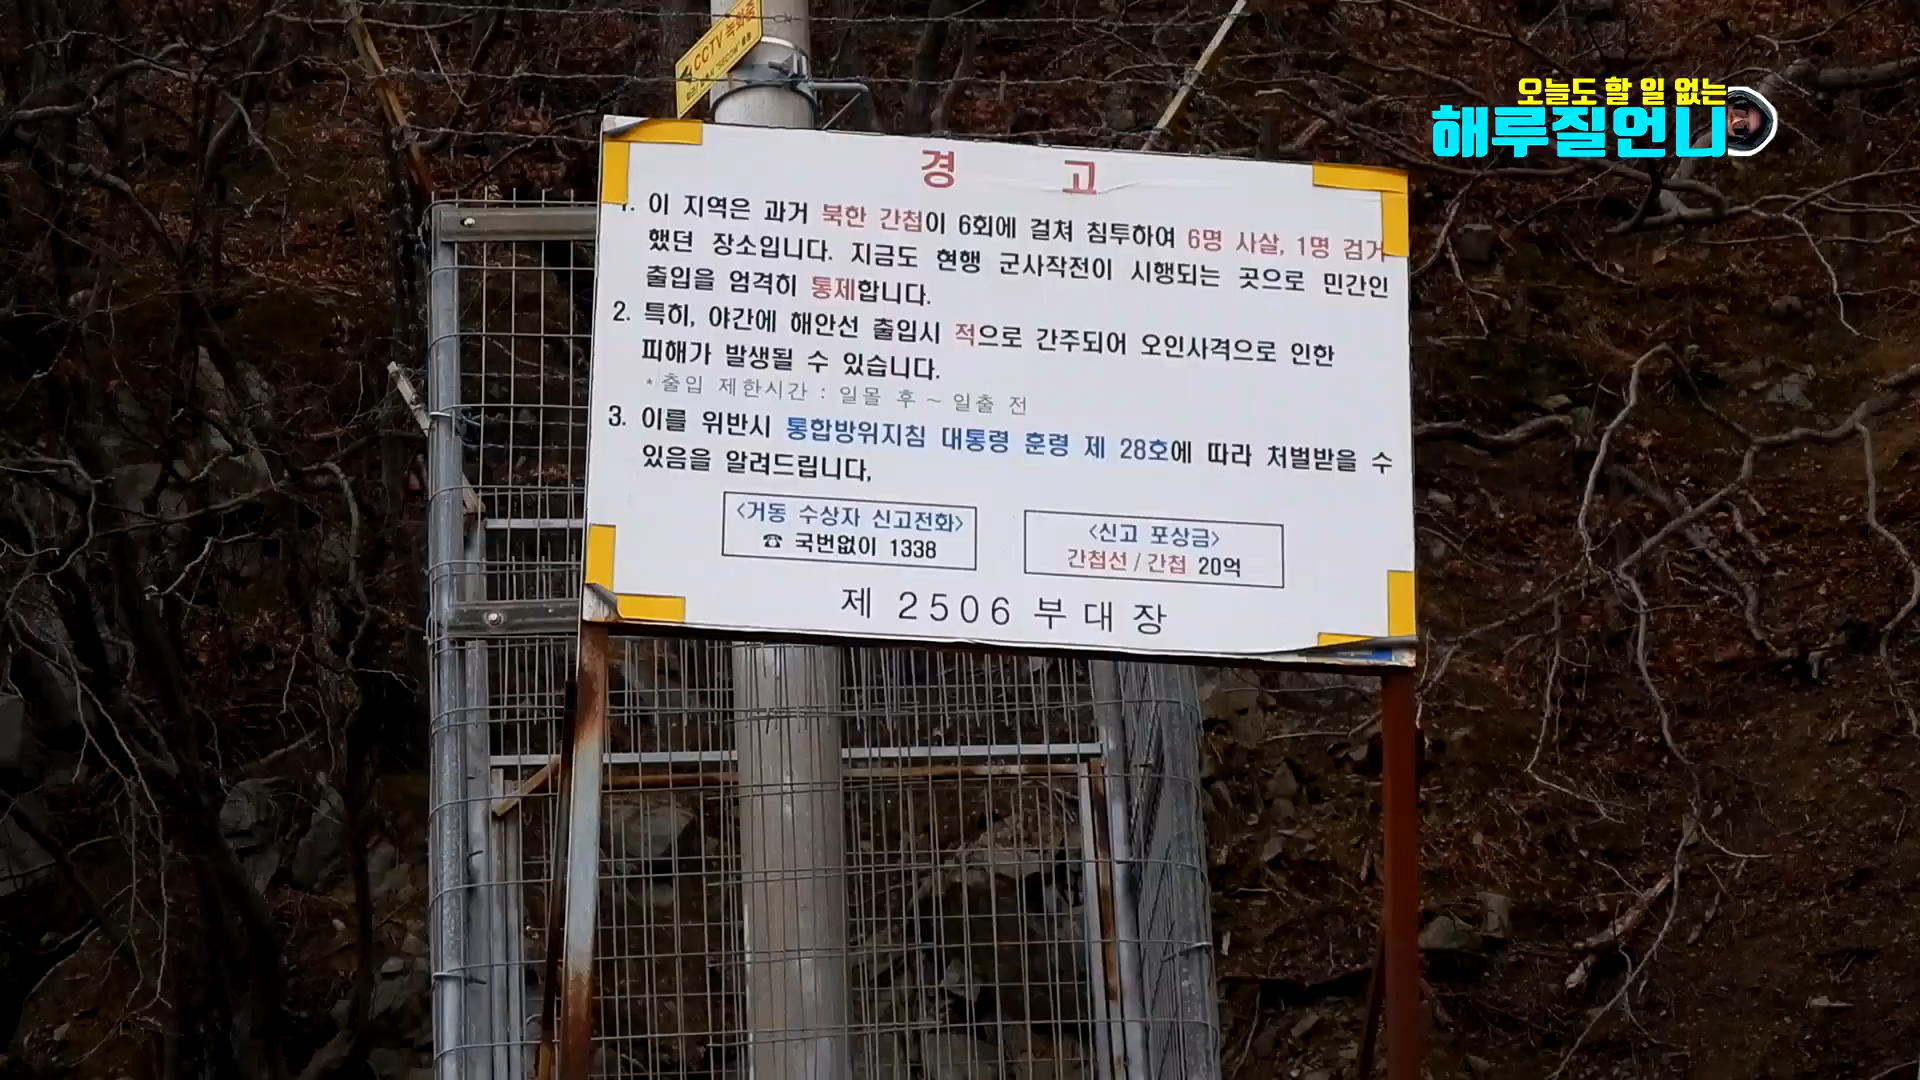 CCTV 녹화중
오늘도 할 일 없는
해루질언니
경 고
1. 이 지역은 과거 북한 간첩이 6회에 걸쳐 침투하여 6명 사살, 1명 검거
했던 장소입니다. 지금도 현행 군사작전이 시행되는 곳으로 민간인
출입을 엄격히 통제합니다.
2. 특히, 야간에 해안선 출입시 적으로 간주되어 오인사격으로 인한
피해가 발생될 수 있습니다.
* 출입 제한시간 : 일몰 후 ~ 일출 전
3. 이를 위반시 통합방위지침 대통령 훈령 제 28호에 따라 처벌받을 수
있음을 알려드립니다,
<거동 수상자 신고전화>
☎ 국번없이 1338
<신고 포상금>
간첩선 / 간첩 20억
제 2506 부대장